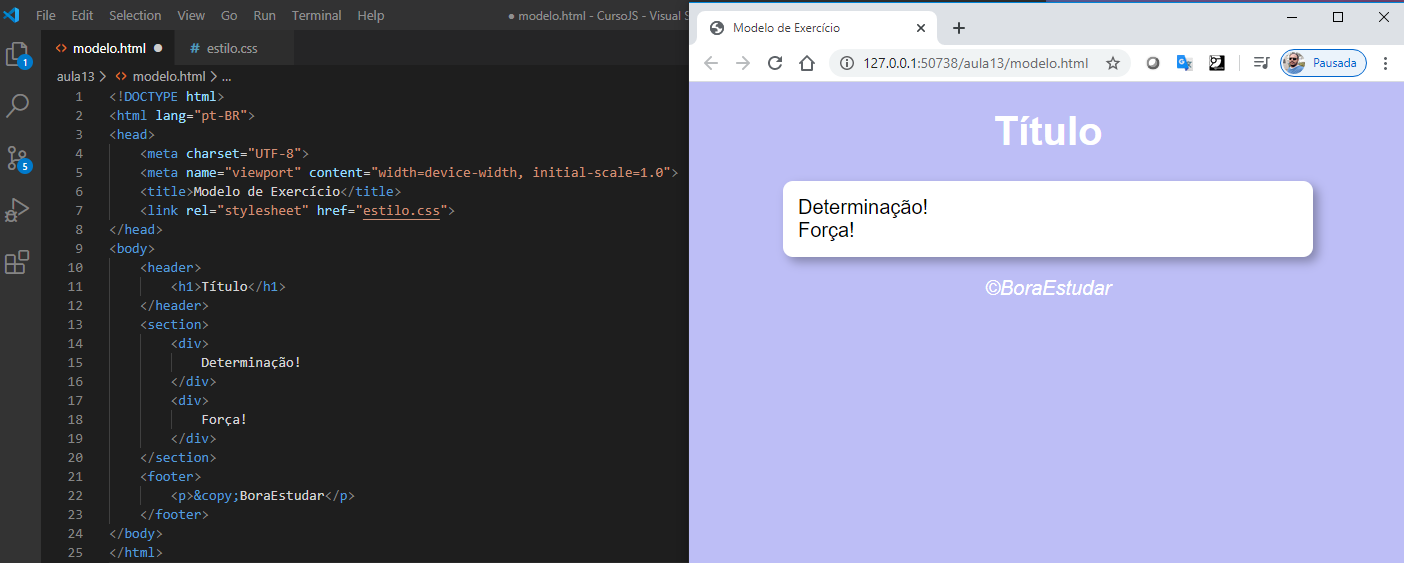 File Edit Selection View Go Run Terminal Help ● modelo.html - CursoJS - Visual S
modelo.html ● # estilo.css
aula13 > <> modelo.html > ...
1 <!DOCTYPE html>
2 <html lang="pt-BR">
3 <head>
4 <meta charset="UTF-8">
5 <meta name="viewport" content="width=device-width, initial-scale=1.0">
6 <title>Modelo de Exercício</title>
7 <link rel="stylesheet" href="estilo.css">
8 </head>
9 <body>
10 <header>
11 <h1>Título</h1>
12 </header>
13 <section>
14 <div>
15 Determinação!
16 </div>
17 <div>
18 Força!
19 </div>
20 </section>
21 <footer>
22 <p>&copy;BoraEstudar</p>
23 </footer>
24 </body>
25 </html>
1
5
Modelo de Exercício
127.0.0.1:50738/aula13/modelo.html
Pausada
Título
Determinação!
Força!
©BoraEstudar